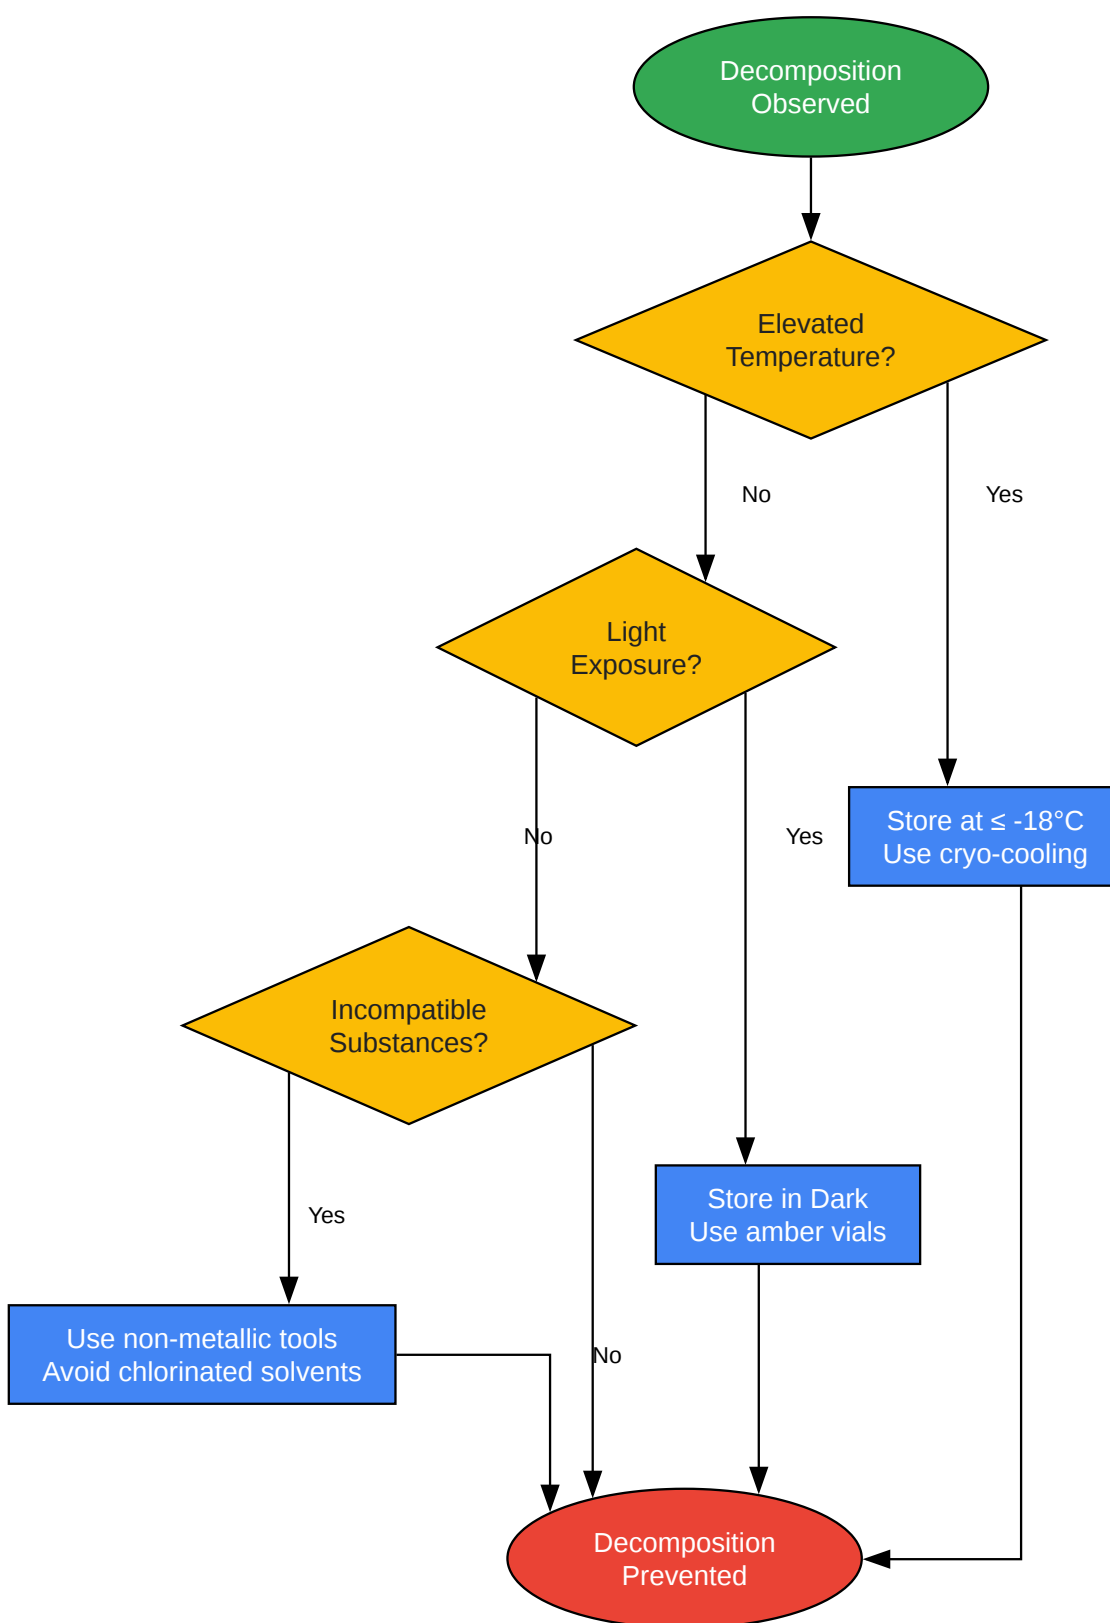 Decomposition
Observed
Elevated
Temperature?
No
Yes
Light
Exposure?
No
Yes
Store at ≤ -18°C
Use cryo-cooling
Incompatible
Substances?
Yes
Store in Dark
Use amber vials
Use non-metallic tools
Avoid chlorinated solvents
No
Decomposition
Prevented